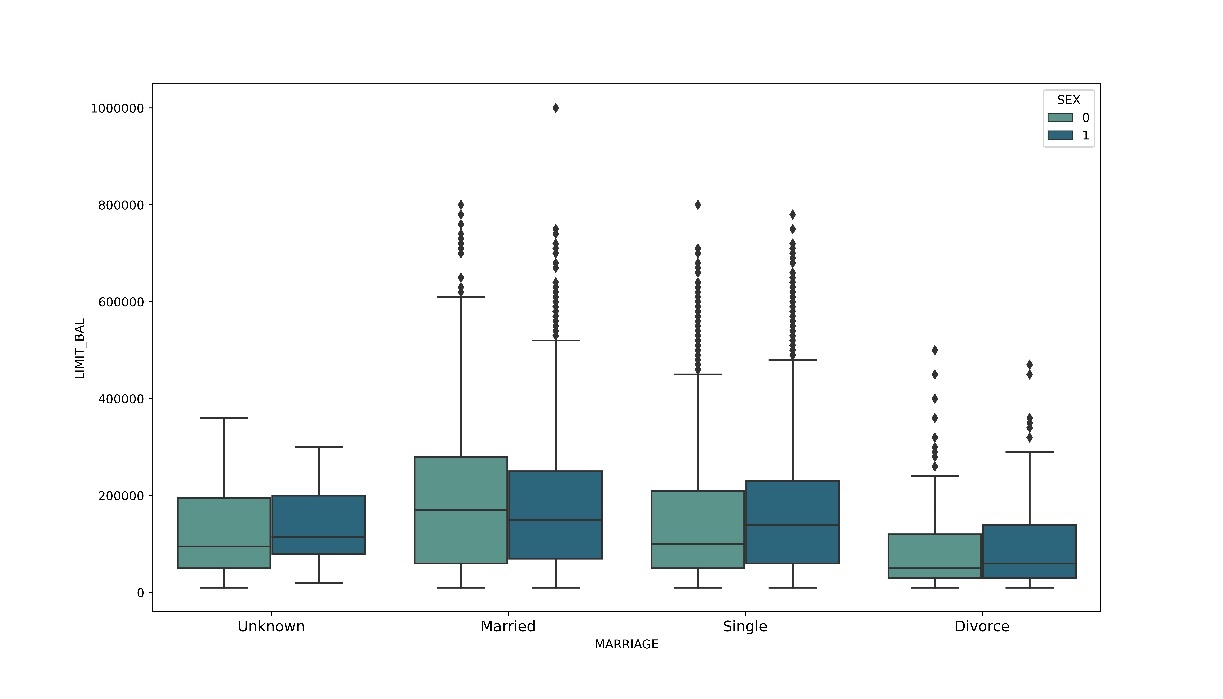 1000000
800000
600000
400000
200000
0
LIMIT_BAL
Unknown
Married
Single
Divorce
MARRIAGE
SEX
0
1